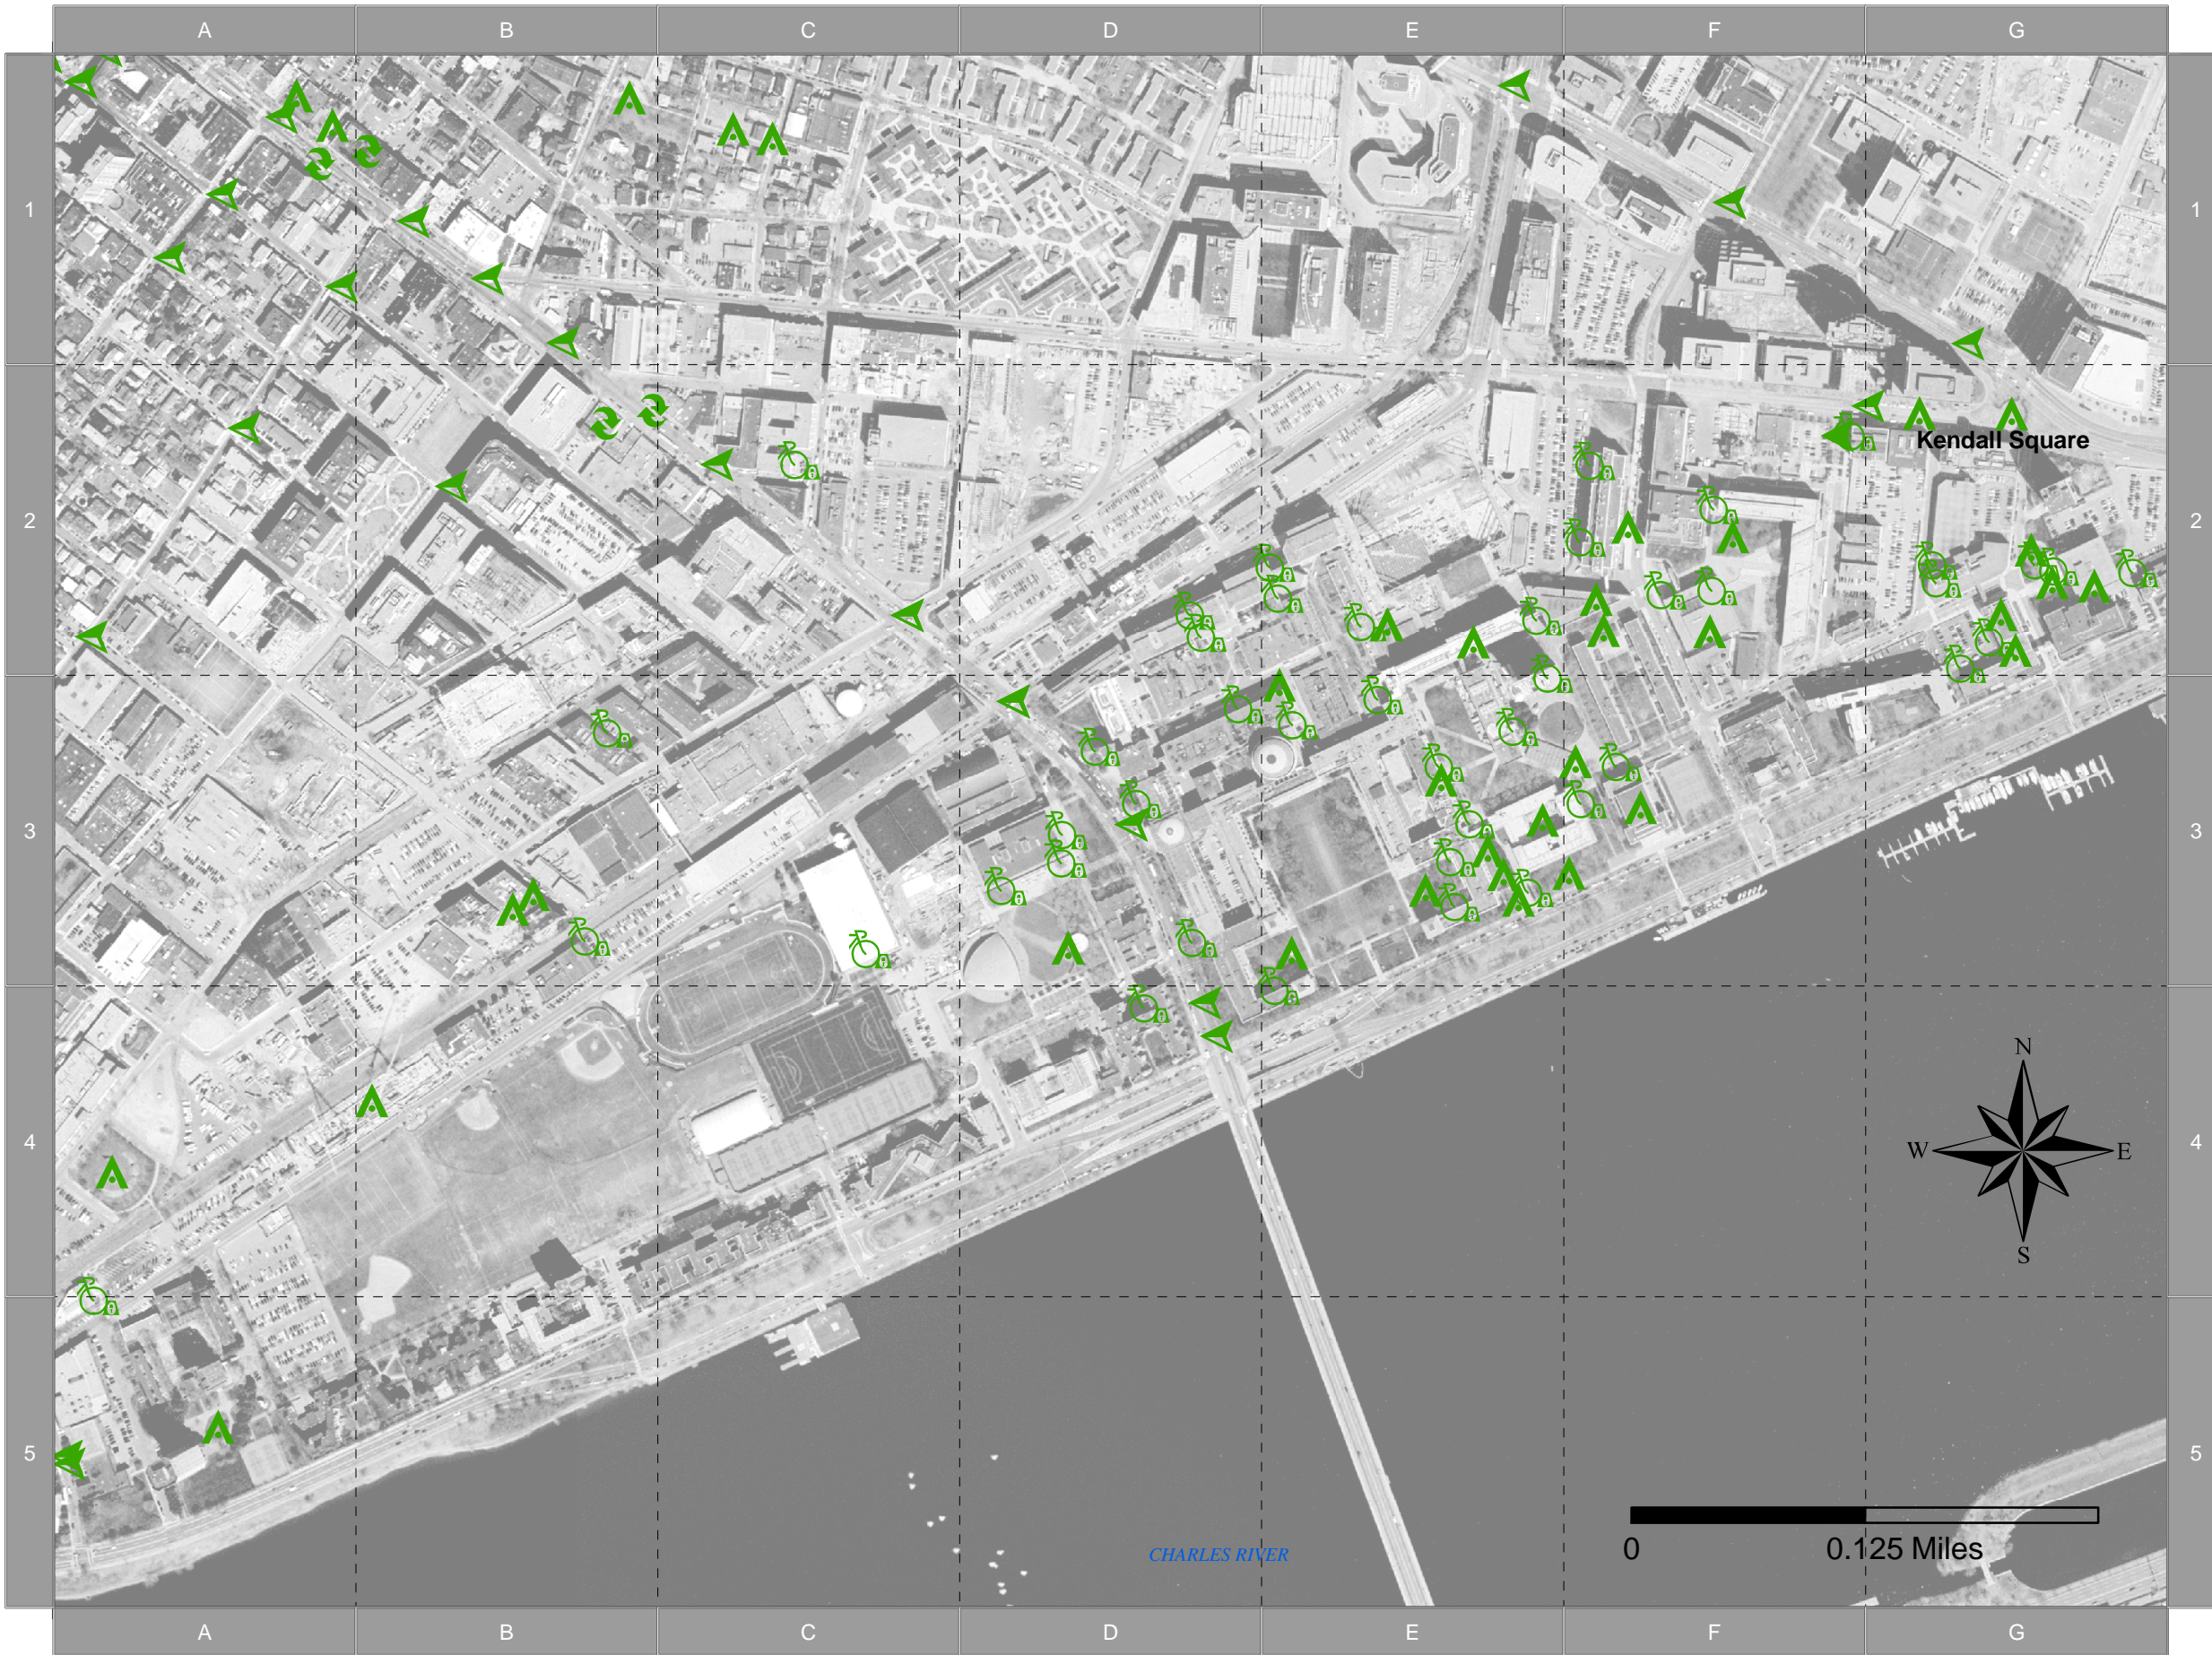 A B C D E F G
1 1
Kendall Square
2 2
3 3
N
W E
4 4
S
5 5
0 0.125 Miles
CHARLES RIVER
A B C D E F G